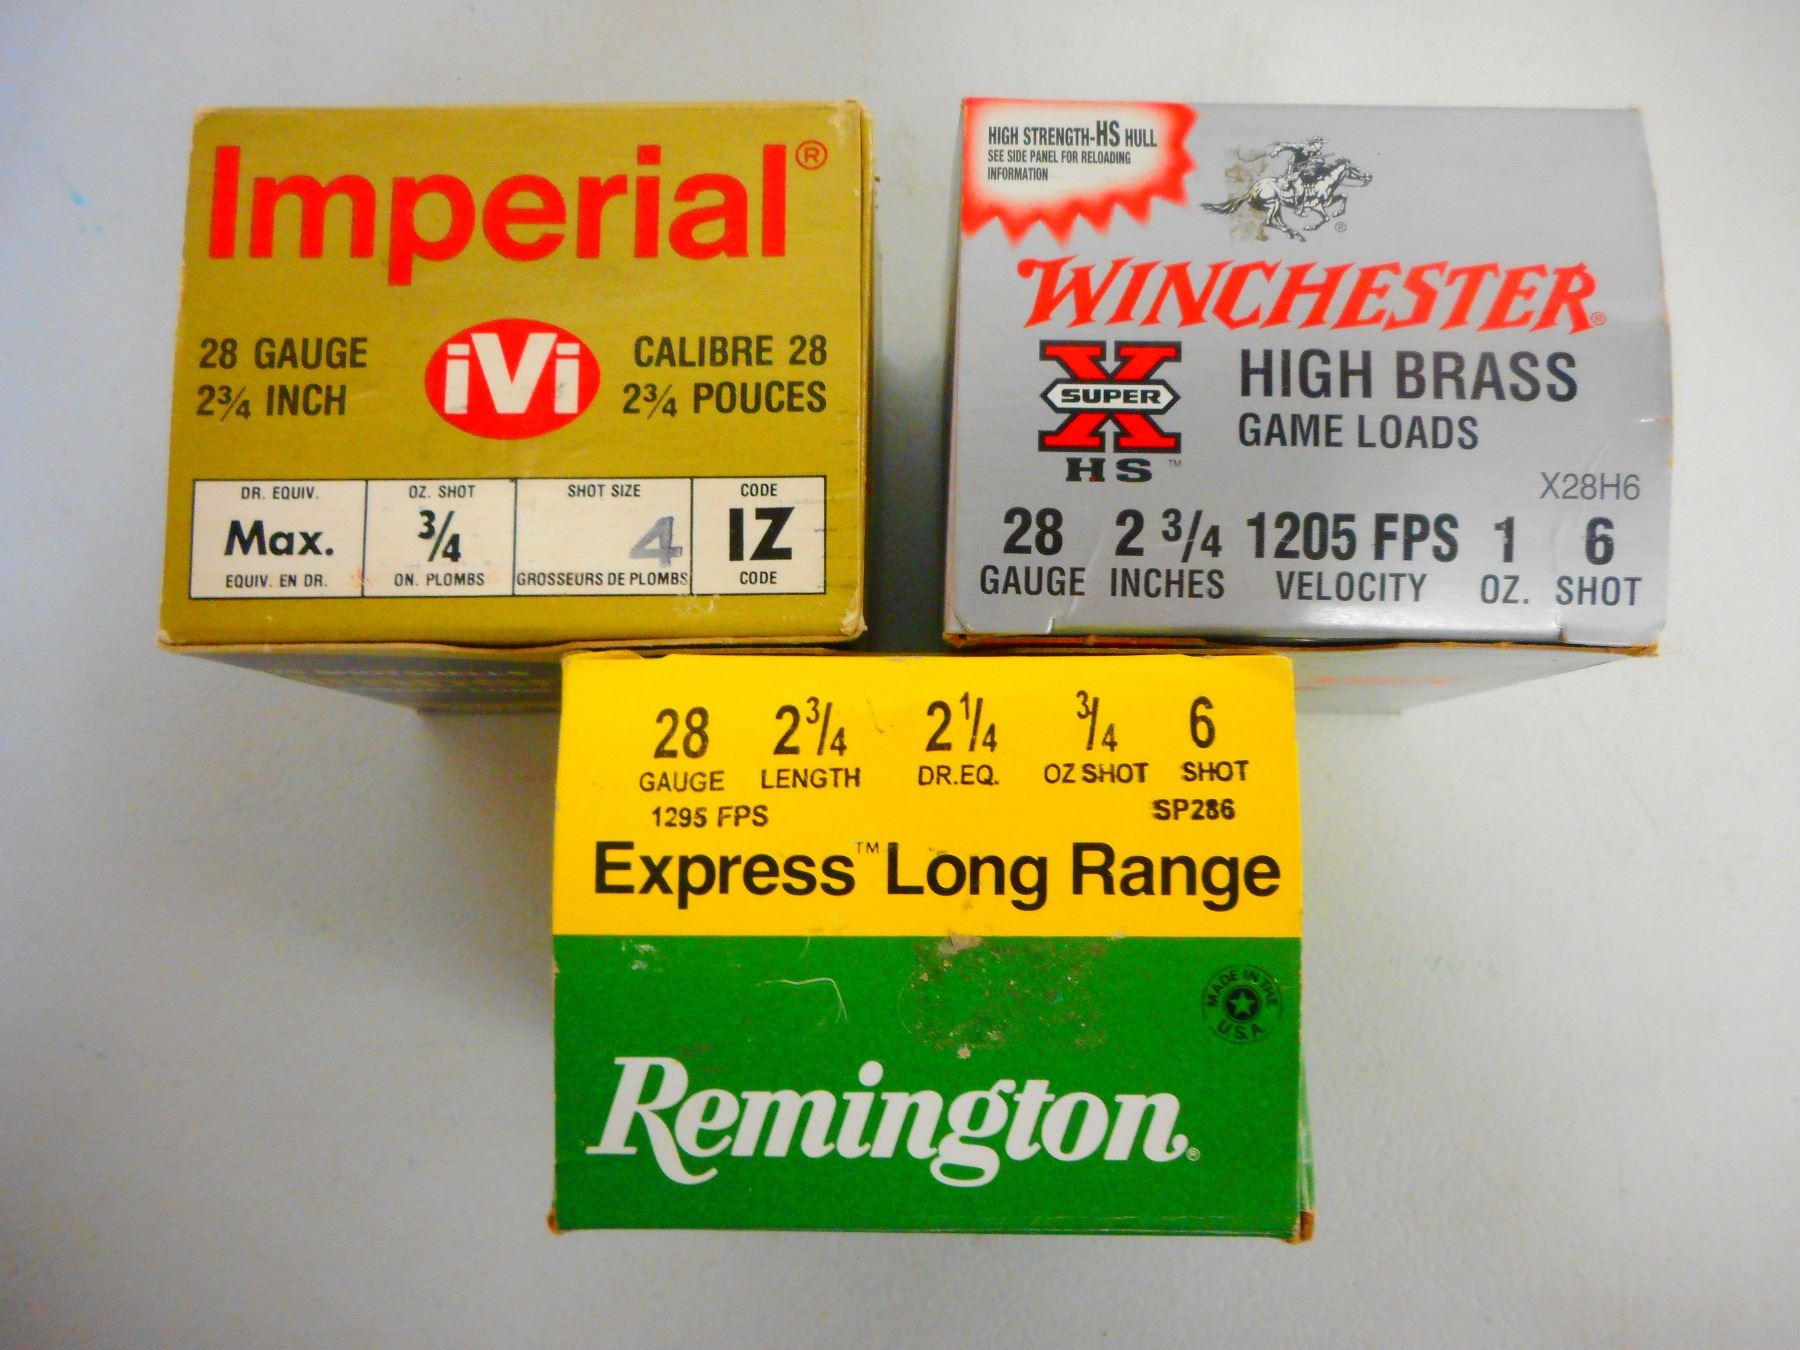 Imperial®
28 GAUGE
2¾ INCH
iVi
CALIBRE 28
2¾ POUCES
DR. EQUIV. OZ. SHOT SHOT SIZE CODE
Max. ¾ 4 IZ
EQUIV. EN DR. ON. PLOMBS GROSSEURS DE PLOMBS CODE
HIGH STRENGTH-HS HULL
SEE SIDE PANEL FOR RELOADING
INFORMATION
®
WINCHESTER®
SUPER X
HS™
HIGH BRASS
GAME LOADS
X28H6
28 2 ¾ 1205 FPS 1 6
GAUGE INCHES VELOCITY OZ. SHOT
28 2¾ 2¼ ¾ 6
GAUGE LENGTH DR.EQ. OZ SHOT SHOT
1295 FPS SP286
Express™ Long Range
MADE IN THE U.S.A.
Remington®